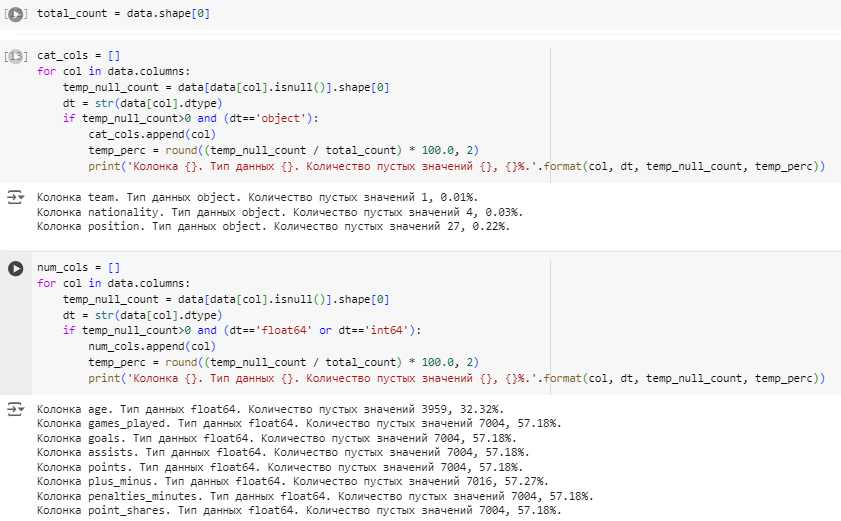 total_count = data.shape[0]
[13] cat_cols = []
for col in data.columns:
    temp_null_count = data[data[col].isnull()].shape[0]
    dt = str(data[col].dtype)
    if temp_null_count>0 and (dt=='object'):
        cat_cols.append(col)
        temp_perc = round((temp_null_count / total_count) * 100.0, 2)
        print('Колонка {}. Тип данных {}. Количество пустых значений {}, {}%.'.format(col, dt, temp_null_count, temp_perc))
Колонка team. Тип данных object. Количество пустых значений 1, 0.01%.
Колонка nationality. Тип данных object. Количество пустых значений 4, 0.03%.
Колонка position. Тип данных object. Количество пустых значений 27, 0.22%.
num_cols = []
for col in data.columns:
    temp_null_count = data[data[col].isnull()].shape[0]
    dt = str(data[col].dtype)
    if temp_null_count>0 and (dt=='float64' or dt=='int64'):
        num_cols.append(col)
        temp_perc = round((temp_null_count / total_count) * 100.0, 2)
        print('Колонка {}. Тип данных {}. Количество пустых значений {}, {}%.'.format(col, dt, temp_null_count, temp_perc))
Колонка age. Тип данных float64. Количество пустых значений 3959, 32.32%.
Колонка games_played. Тип данных float64. Количество пустых значений 7004, 57.18%.
Колонка goals. Тип данных float64. Количество пустых значений 7004, 57.18%.
Колонка assists. Тип данных float64. Количество пустых значений 7004, 57.18%.
Колонка points. Тип данных float64. Количество пустых значений 7004, 57.18%.
Колонка plus_minus. Тип данных float64. Количество пустых значений 7016, 57.27%.
Колонка penalties_minutes. Тип данных float64. Количество пустых значений 7004, 57.18%.
Колонка point_shares. Тип данных float64. Количество пустых значений 7004, 57.18%.